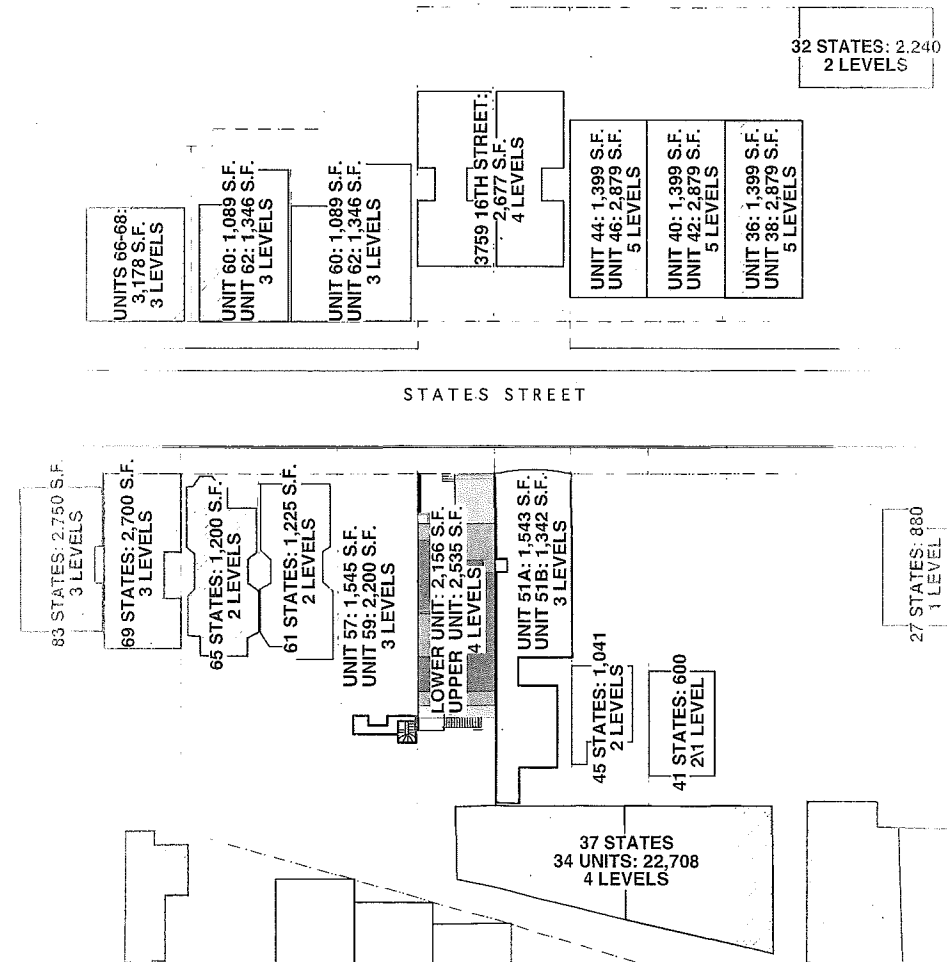 32 STATES: 2,240
2 LEVELS
UNITS 66-68:
3,178 S.F.
3 LEVELS
UNIT 60: 1,089 S.F.
UNIT 62: 1,346 S.F.
3 LEVELS
UNIT 60: 1,089 S.F.
UNIT 62: 1,346 S.F.
3 LEVELS
3759 16TH STREET:
2,677 S.F.
4 LEVELS
UNIT 44: 1,399 S.F.
UNIT 46: 2,879 S.F.
5 LEVELS
UNIT 40: 1,399 S.F.
UNIT 42: 2,879 S.F.
5 LEVELS
UNIT 36: 1,399 S.F.
UNIT 38: 2,879 S.F.
5 LEVELS
STATES STREET
83 STATES: 2,750 S.F.
3 LEVELS
69 STATES: 2,700 S.F.
3 LEVELS
65 STATES: 1,200 S.F.
2 LEVELS
61 STATES: 1,225 S.F.
2 LEVELS
UNIT 57: 1,545 S.F.
UNIT 59: 2,200 S.F.
3 LEVELS
LOWER UNIT: 2,156 S.F.
UPPER UNIT: 2,535 S.F.
4 LEVELS
UNIT 51A: 1,543 S.F.
UNIT 51B: 1,342 S.F.
3 LEVELS
45 STATES: 1,041
2 LEVELS
41 STATES: 600
2\1 LEVEL
27 STATES: 880
1 LEVEL
37 STATES
34 UNITS: 22,708
4 LEVELS